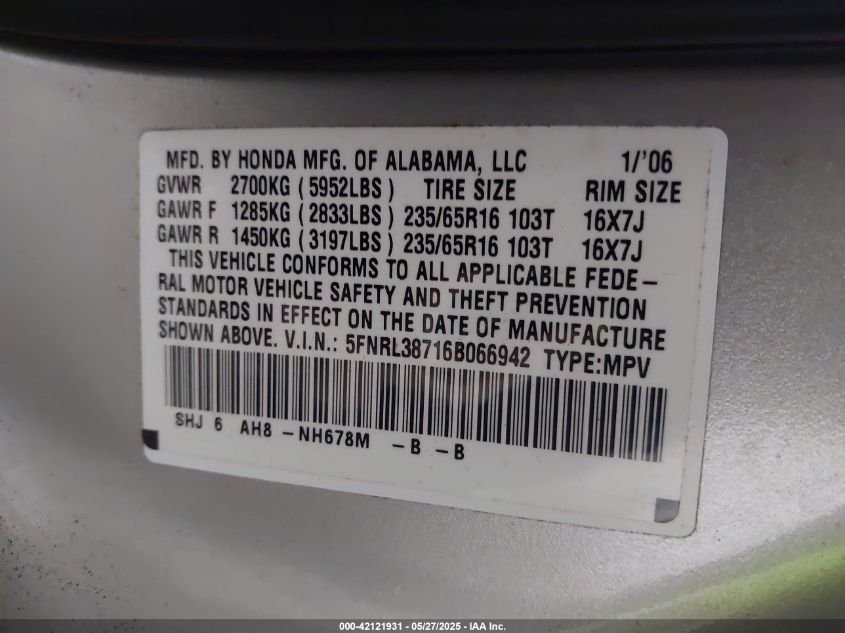 MFD. BY HONDA MFG. OF ALABAMA, LLC 1/'06
GVWR 2700KG (5952LBS) TIRE SIZE RIM SIZE
GAWR F 1285KG (2833LBS) 235/65R16 103T 16X7J
GAWR R 1450KG (3197LBS) 235/65R16 103T 16X7J
THIS VEHICLE CONFORMS TO ALL APPLICABLE FEDE-
RAL MOTOR VEHICLE SAFETY AND THEFT PREVENTION
STANDARDS IN EFFECT ON THE DATE OF MANUFACTURE
SHOWN ABOVE. V.I.N.: 5FNRL38716B066942 TYPE:MPV
SHJ 6 AH8 -NH678M -B -B
000-42121931 - 05/27/2025 - IAA Inc.